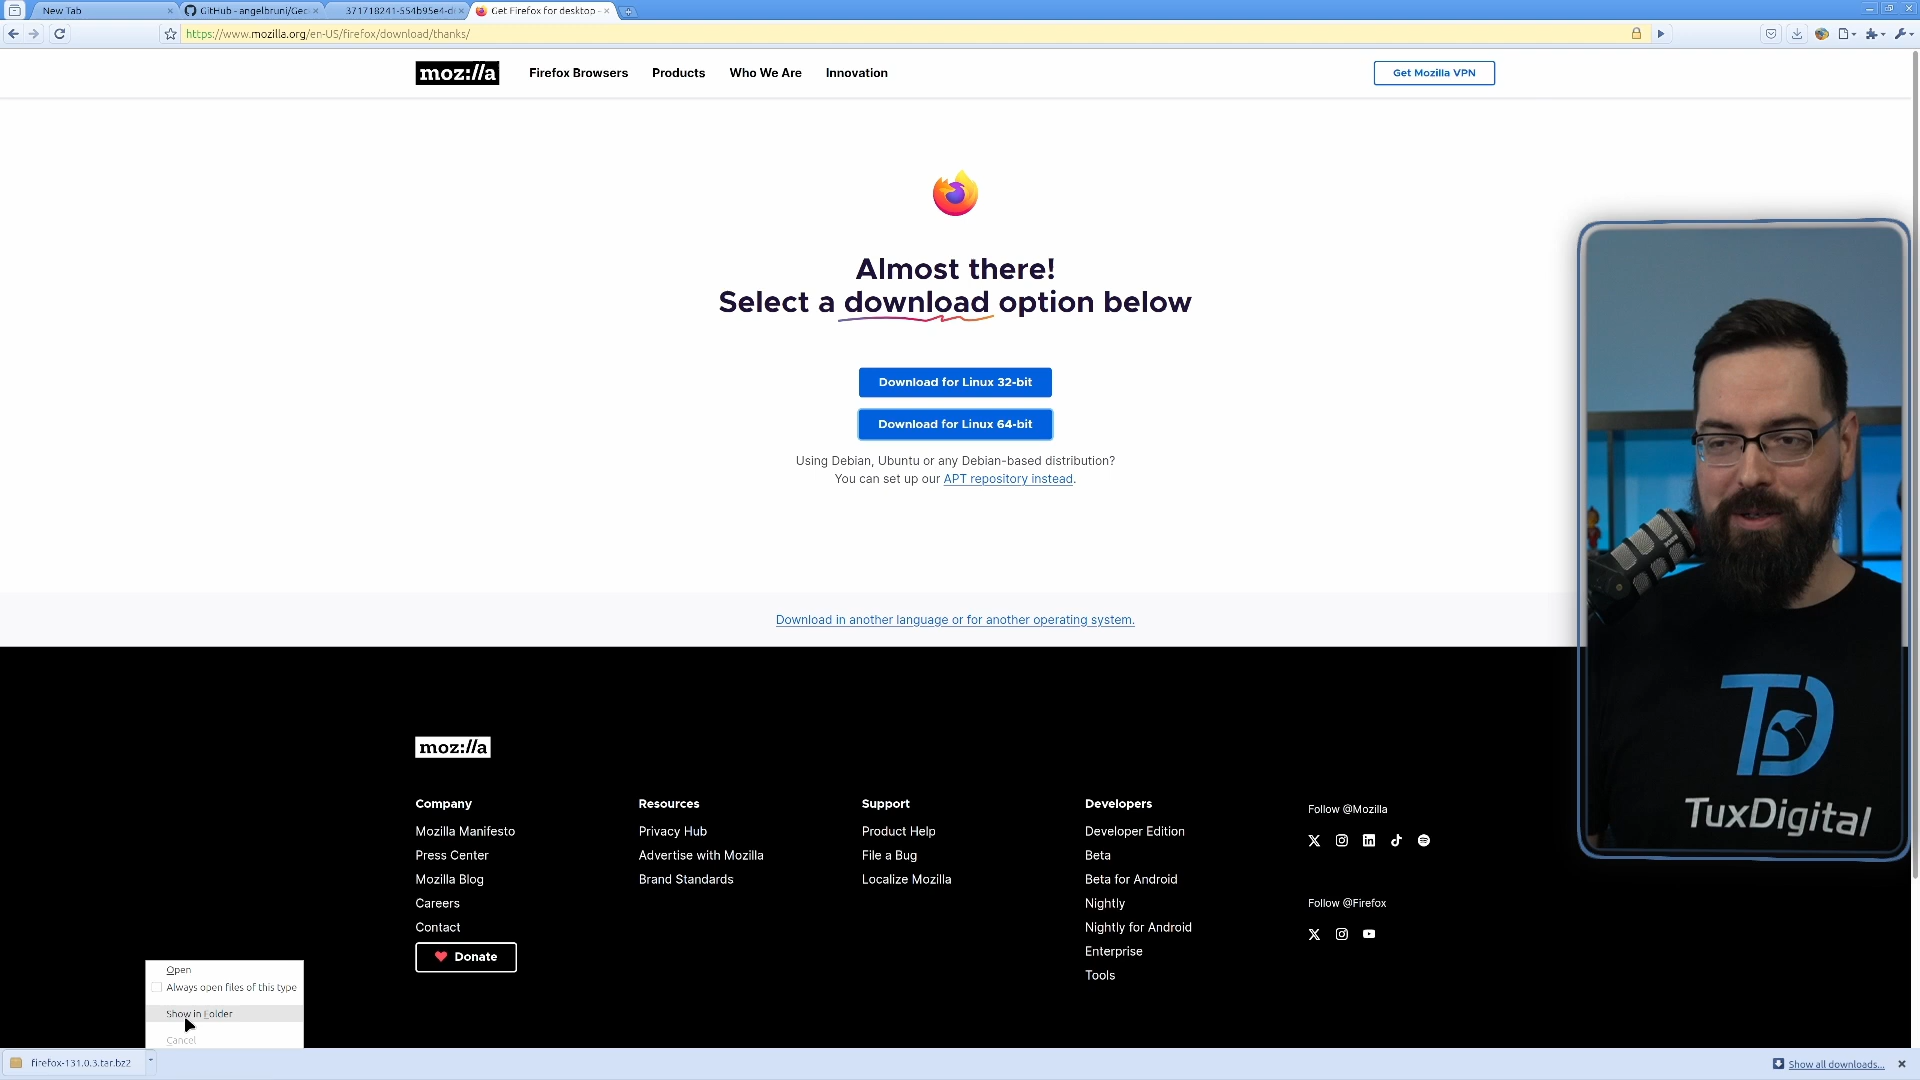 New Tab
GitHub - angelbruni/Gec
371718241-554b95e4-d
Get Firefox for desktop -
https://www.mozilla.org/en-US/firefox/download/thanks/
moz://a
Firefox Browsers
Products
Who We Are
Innovation
Get Mozilla VPN
Almost there!
Select a download option below
Download for Linux 32-bit
Download for Linux 64-bit
Using Debian, Ubuntu or any Debian-based distribution?
You can set up our APT repository instead.
Download in another language or for another operating system.
TD
TuxDigital
moz://a
Company
Mozilla Manifesto
Press Center
Mozilla Blog
Careers
Contact
Donate
Resources
Privacy Hub
Advertise with Mozilla
Brand Standards
Support
Product Help
File a Bug
Localize Mozilla
Developers
Developer Edition
Beta
Beta for Android
Nightly
Nightly for Android
Enterprise
Tools
Follow @Mozilla
Follow @Firefox
Open
Always open files of this type
Show in Folder
Cancel
firefox-131.0.3.tar.bz2
Show all downloads...